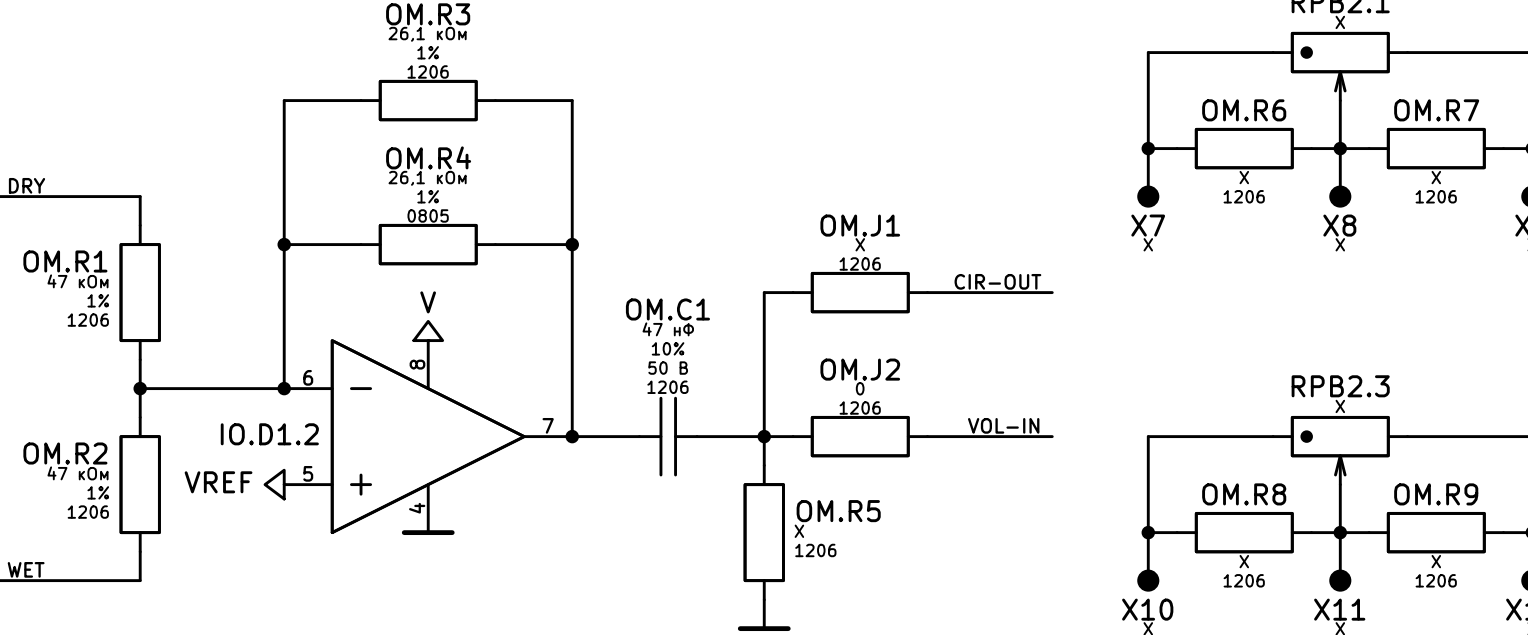 OM.R3
26,1 кОм
1%
1206
OM.R4
26,1 кОм
1%
0805
DRY
OM.R1
47 кОм
1%
1206
V
8
6
IO.D1.2
7
VREF
5
4
OM.R2
47 кОм
1%
1206
WET
OM.C1
47 нФ
10%
50 В
1206
OM.J1
X
1206
CIR-OUT
OM.J2
0
1206
VOL-IN
OM.R5
X
1206
RPB2.1
X
OM.R6
X
1206
OM.R7
X
1206
X7
X
X8
X
RPB2.3
X
OM.R8
X
1206
OM.R9
X
1206
X10
X
X11
X